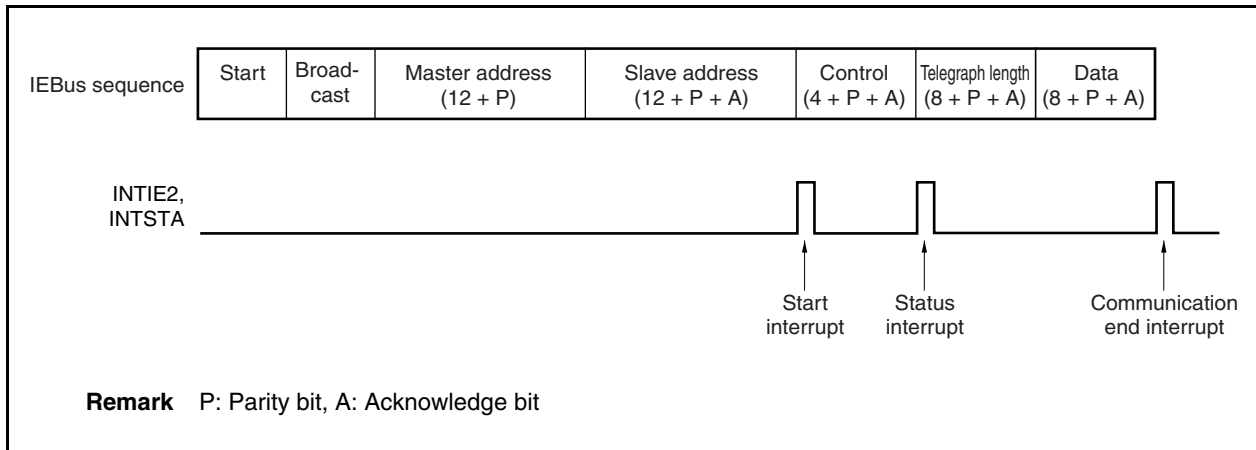 IEBus sequence
Start
Broad-
cast
Master address
(12 + P)
Slave address
(12 + P + A)
Control
(4 + P + A)
Telegraph length
(8 + P + A)
Data
(8 + P + A)
INTIE2,
INTSTA
Start
interrupt
Status
interrupt
Communication
end interrupt
Remark P: Parity bit, A: Acknowledge bit